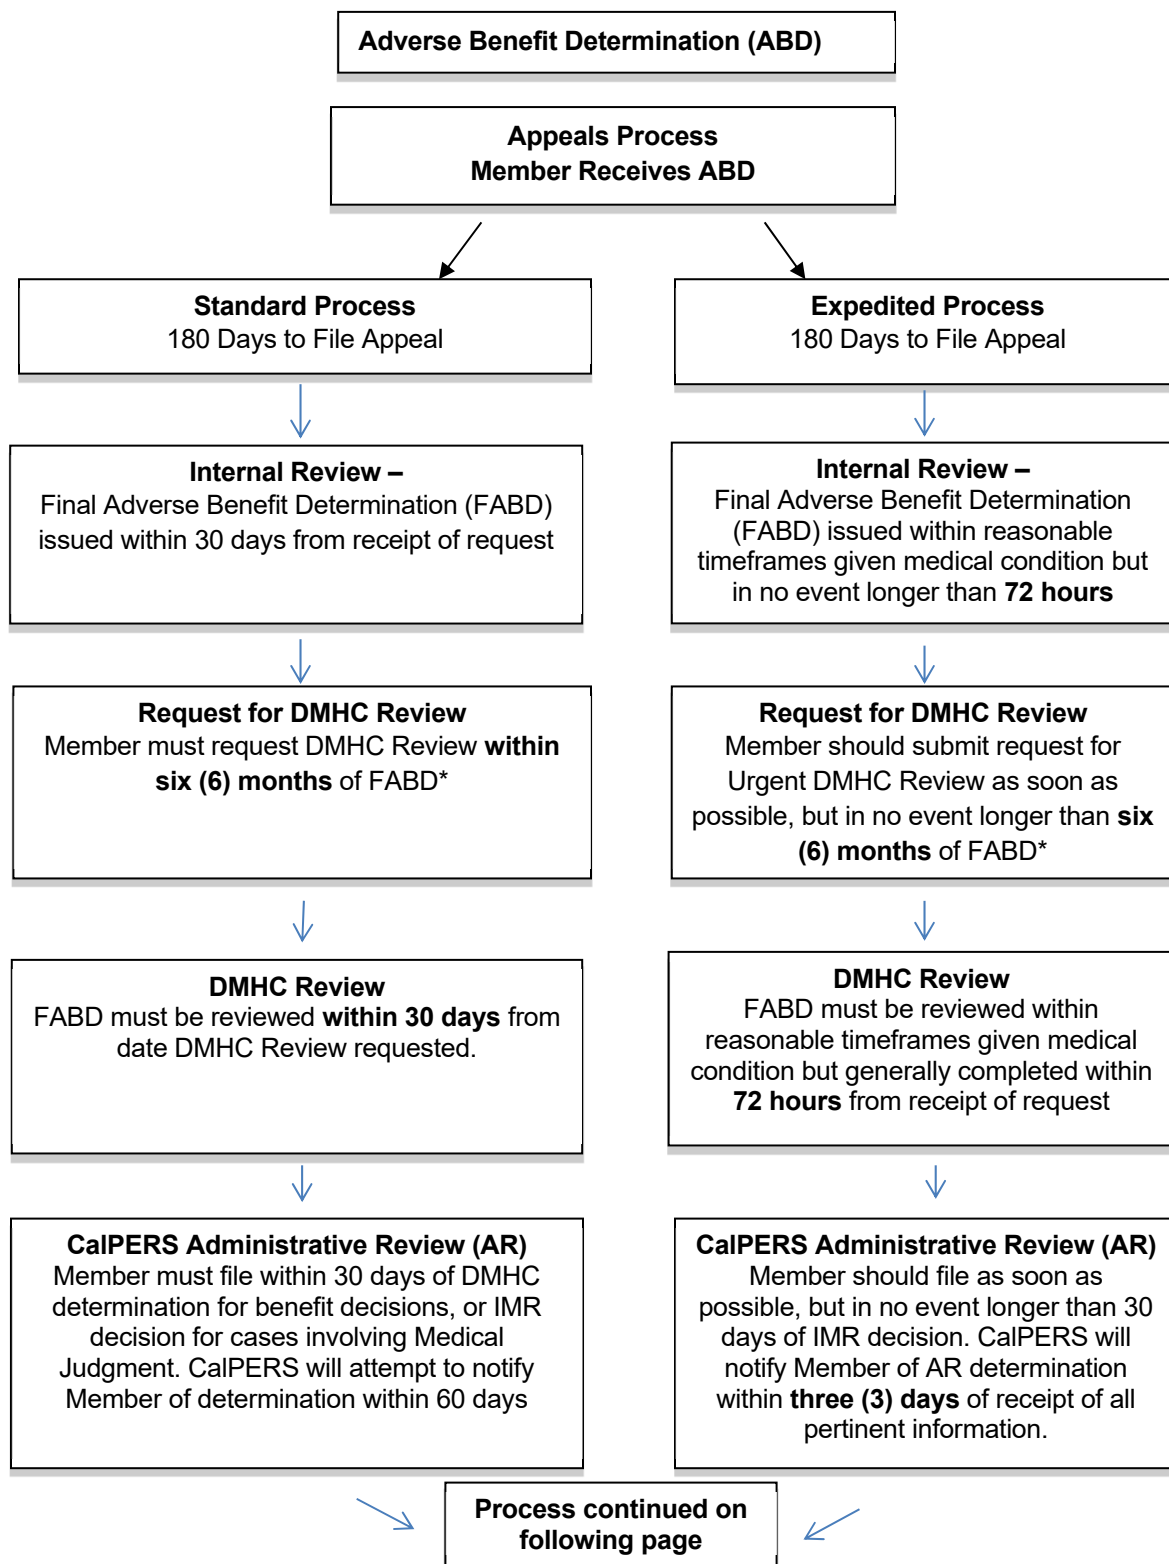 Adverse Benefit Determination (ABD)
Appeals Process
Member Receives ABD
Standard Process
180 Days to File Appeal
Expedited Process
180 Days to File Appeal
Internal Review –
Final Adverse Benefit Determination (FABD)
issued within 30 days from receipt of request
Internal Review –
Final Adverse Benefit Determination
(FABD) issued within reasonable
timeframes given medical condition but
in no event longer than 72 hours
Request for DMHC Review
Member must request DMHC Review within
six (6) months of FABD*
Request for DMHC Review
Member should submit request for
Urgent DMHC Review as soon as
possible, but in no event longer than six
(6) months of FABD*
DMHC Review
FABD must be reviewed within 30 days from
date DMHC Review requested.
DMHC Review
FABD must be reviewed within
reasonable timeframes given medical
condition but generally completed within
72 hours from receipt of request
CalPERS Administrative Review (AR)
Member must file within 30 days of DMHC
determination for benefit decisions, or IMR
decision for cases involving Medical
Judgment. CalPERS will attempt to notify
Member of determination within 60 days
CalPERS Administrative Review (AR)
Member should file as soon as
possible, but in no event longer than 30
days of IMR decision. CalPERS will
notify Member of AR determination
within three (3) days of receipt of all
pertinent information.
Process continued on
following page